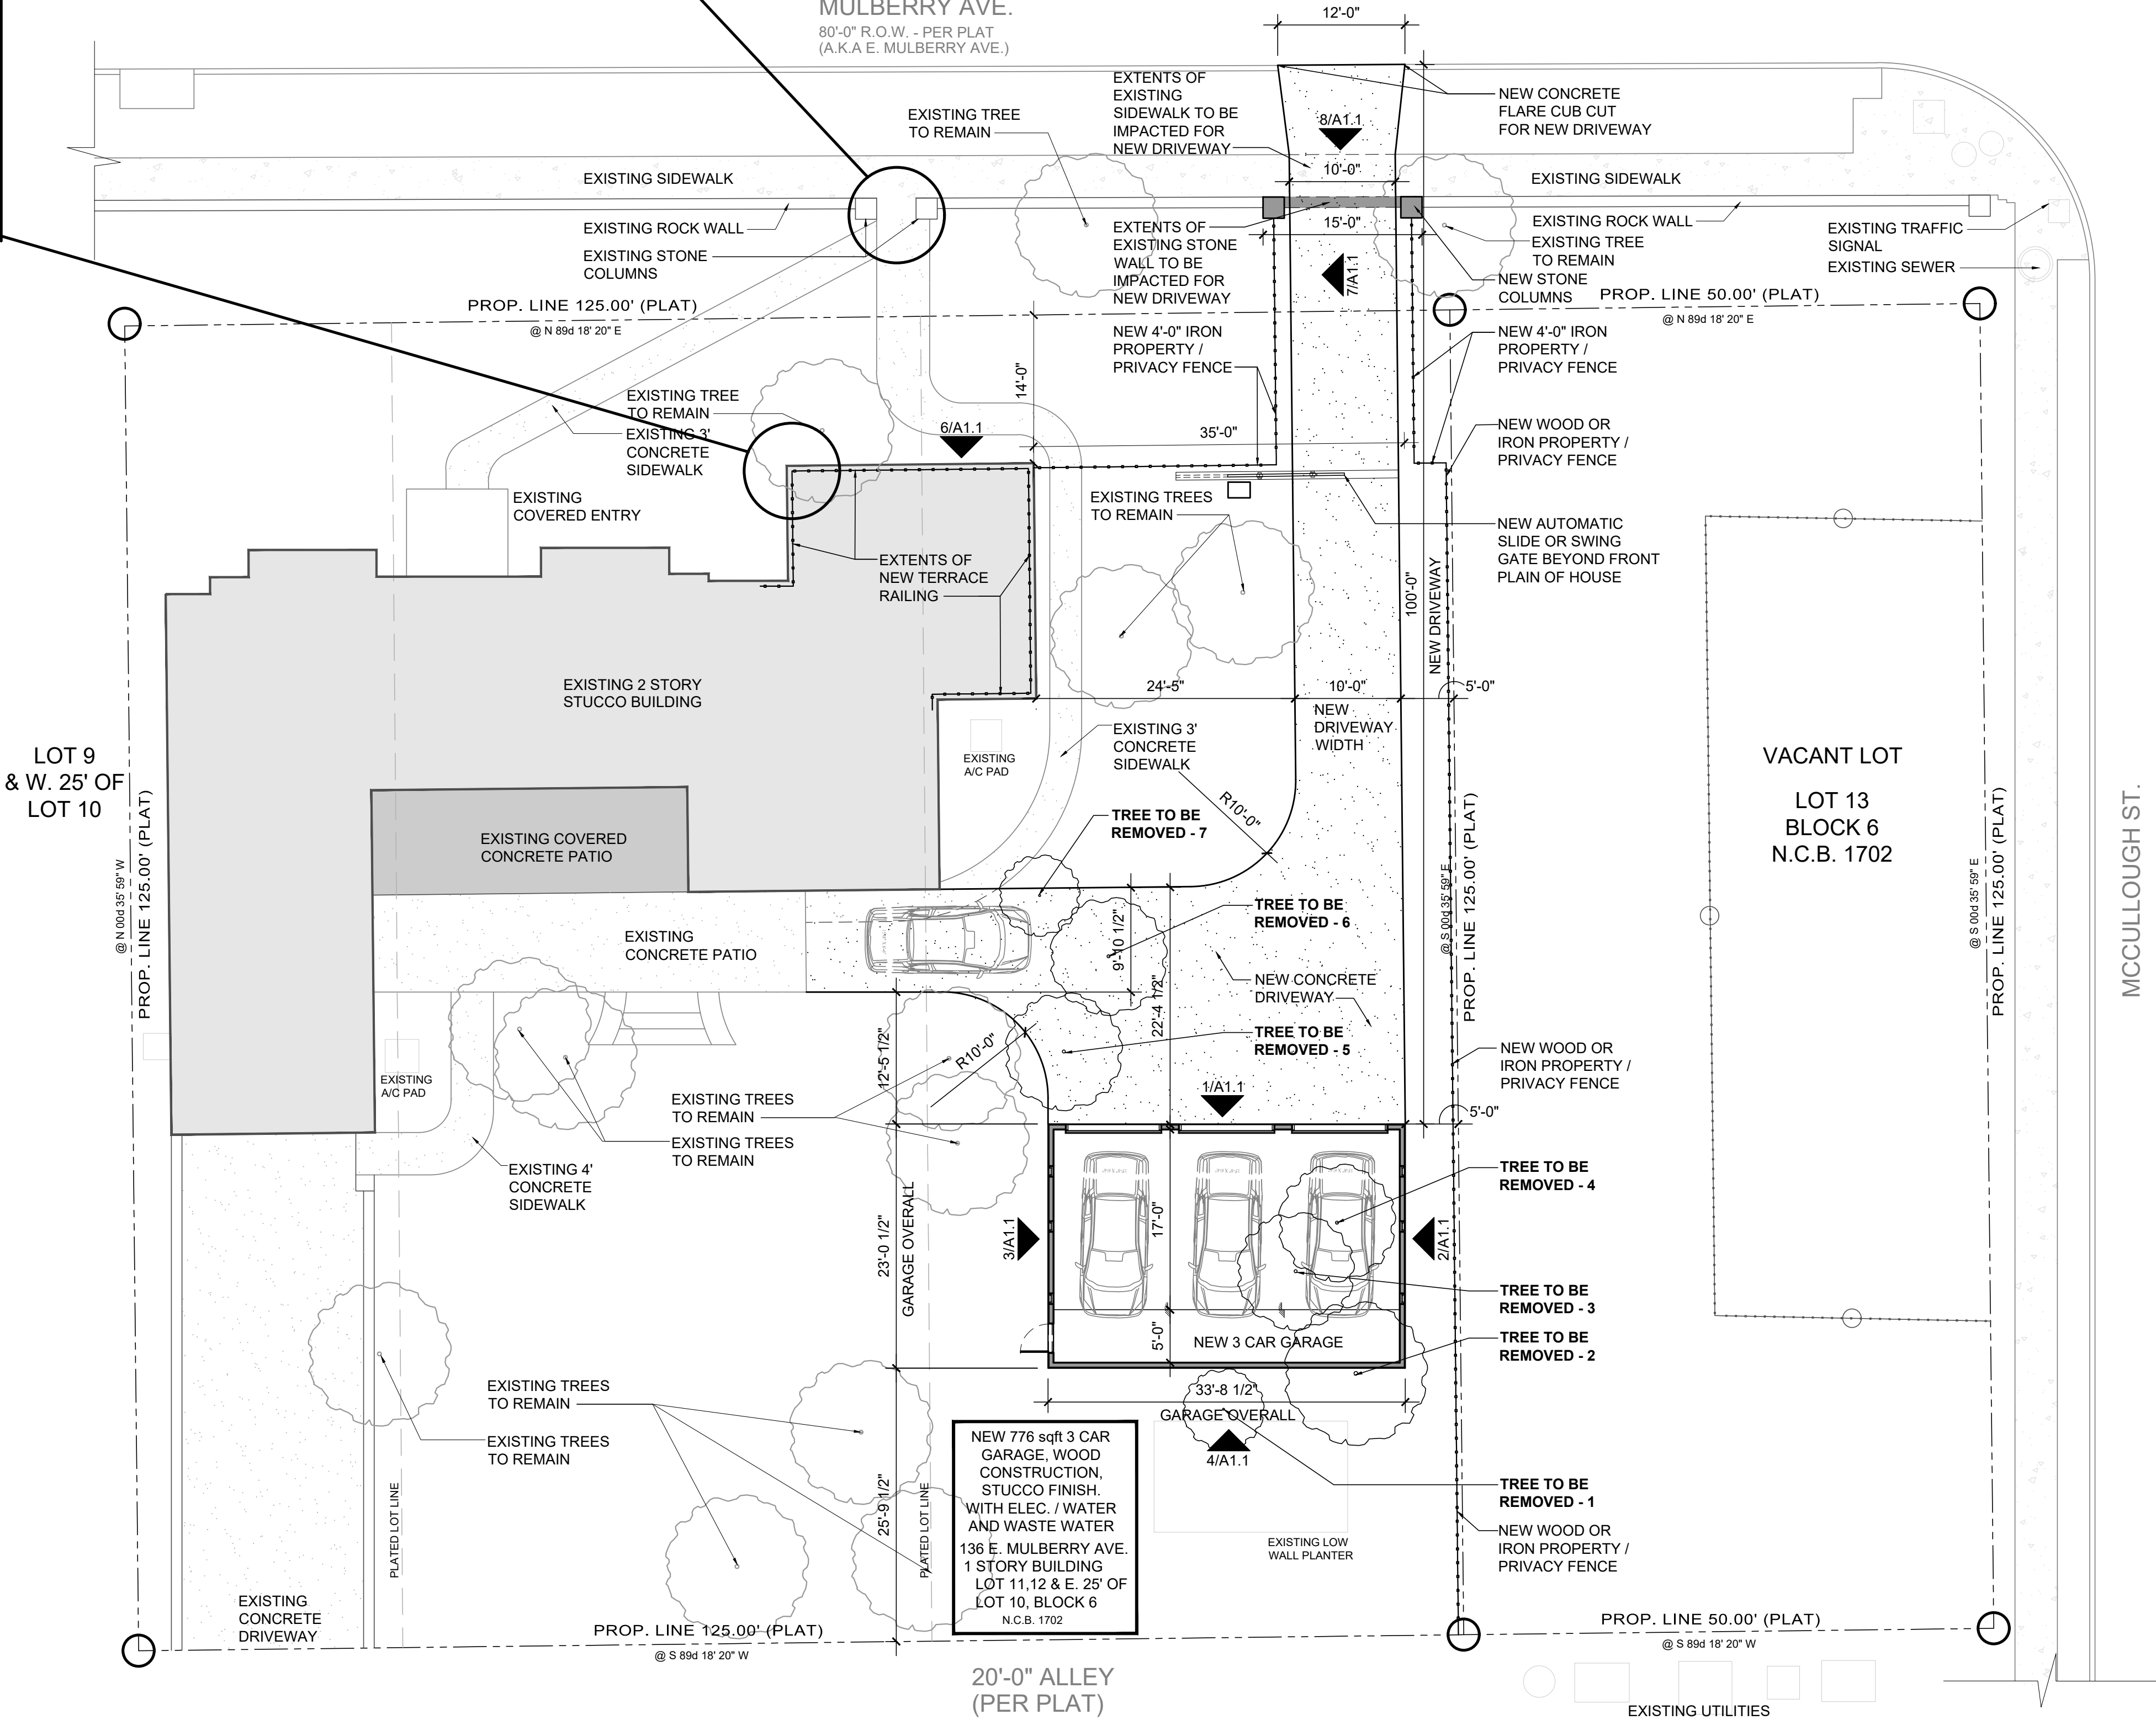 MULBERRY AVE.
80'-0" R.O.W. - PER PLAT
(A.K.A E. MULBERRY AVE.)
12'-0"
EXTENTS OF
EXISTING
SIDEWALK TO BE
IMPACTED FOR
NEW DRIVEWAY
EXISTING TREE
TO REMAIN
8/A1.1
NEW CONCRETE
FLARE CUB CUT
FOR NEW DRIVEWAY
EXISTING SIDEWALK
10'-0"
EXISTING SIDEWALK
EXISTING ROCK WALL
EXISTING STONE
COLUMNS
EXTENTS OF
EXISTING STONE
WALL TO BE
IMPACTED FOR
NEW DRIVEWAY
15'-0"
7/A1.1
EXISTING ROCK WALL
EXISTING TREE
TO REMAIN
NEW STONE
COLUMNS
EXISTING TRAFFIC
SIGNAL
EXISTING SEWER
PROP. LINE 125.00' (PLAT)
@ N 89d 18' 20" E
PROP. LINE 50.00' (PLAT)
@ N 89d 18' 20" E
NEW 4'-0" IRON
PROPERTY /
PRIVACY FENCE
NEW 4'-0" IRON
PROPERTY /
PRIVACY FENCE
14'-0"
EXISTING TREE
TO REMAIN
EXISTING 3'
CONCRETE
SIDEWALK
6/A1.1
35'-0"
NEW WOOD OR
IRON PROPERTY /
PRIVACY FENCE
EXISTING
COVERED ENTRY
EXISTING TREES
TO REMAIN
NEW AUTOMATIC
SLIDE OR SWING
GATE BEYOND FRONT
PLAIN OF HOUSE
EXTENTS OF
NEW TERRACE
RAILING
100'-0"
NEW DRIVEWAY
EXISTING 2 STORY
STUCCO BUILDING
24'-5"
10'-0"
5'-0"
NEW
DRIVEWAY
WIDTH
EXISTING 3'
CONCRETE
SIDEWALK
EXISTING
A/C PAD
LOT 9
& W. 25' OF
LOT 10
VACANT LOT
LOT 13
BLOCK 6
N.C.B. 1702
MCCULLOUGH ST.
@ N 00d 35' 59" W
PROP. LINE 125.00' (PLAT)
R10'-0"
TREE TO BE
REMOVED - 7
EXISTING COVERED
CONCRETE PATIO
@ S 00d 35' 59" E
PROP. LINE 125.00' (PLAT)
@ S 00d 35' 59" E
PROP. LINE 125.00' (PLAT)
TREE TO BE
REMOVED - 6
EXISTING
CONCRETE PATIO
9'-10 1/2"
22'-4 1/2"
NEW CONCRETE
DRIVEWAY
TREE TO BE
REMOVED - 5
12'-5 1/2"
R10'-0"
NEW WOOD OR
IRON PROPERTY /
PRIVACY FENCE
EXISTING
A/C PAD
EXISTING TREES
TO REMAIN
EXISTING TREES
TO REMAIN
1/A1.1
5'-0"
EXISTING 4'
CONCRETE
SIDEWALK
TREE TO BE
REMOVED - 4
23'-0 1/2"
GARAGE OVERALL
3/A1.1
17'-0"
2/A1.1
TREE TO BE
REMOVED - 3
5'-0"
NEW 3 CAR GARAGE
TREE TO BE
REMOVED - 2
EXISTING TREES
TO REMAIN
EXISTING TREES
TO REMAIN
33'-8 1/2"
GARAGE OVERALL
4/A1.1
PLATED LOT LINE
25'-9 1/2"
PLATED LOT LINE
NEW 776 sqft 3 CAR
GARAGE, WOOD
CONSTRUCTION,
STUCCO FINISH.
WITH ELEC. / WATER
AND WASTE WATER
136 E. MULBERRY AVE.
1 STORY BUILDING
LOT 11,12 & E. 25' OF
LOT 10, BLOCK 6
N.C.B. 1702
TREE TO BE
REMOVED - 1
EXISTING LOW
WALL PLANTER
NEW WOOD OR
IRON PROPERTY /
PRIVACY FENCE
EXISTING
CONCRETE
DRIVEWAY
PROP. LINE 125.00' (PLAT)
@ S 89d 18' 20" W
PROP. LINE 50.00' (PLAT)
@ S 89d 18' 20" W
20'-0" ALLEY
(PER PLAT)
EXISTING UTILITIES